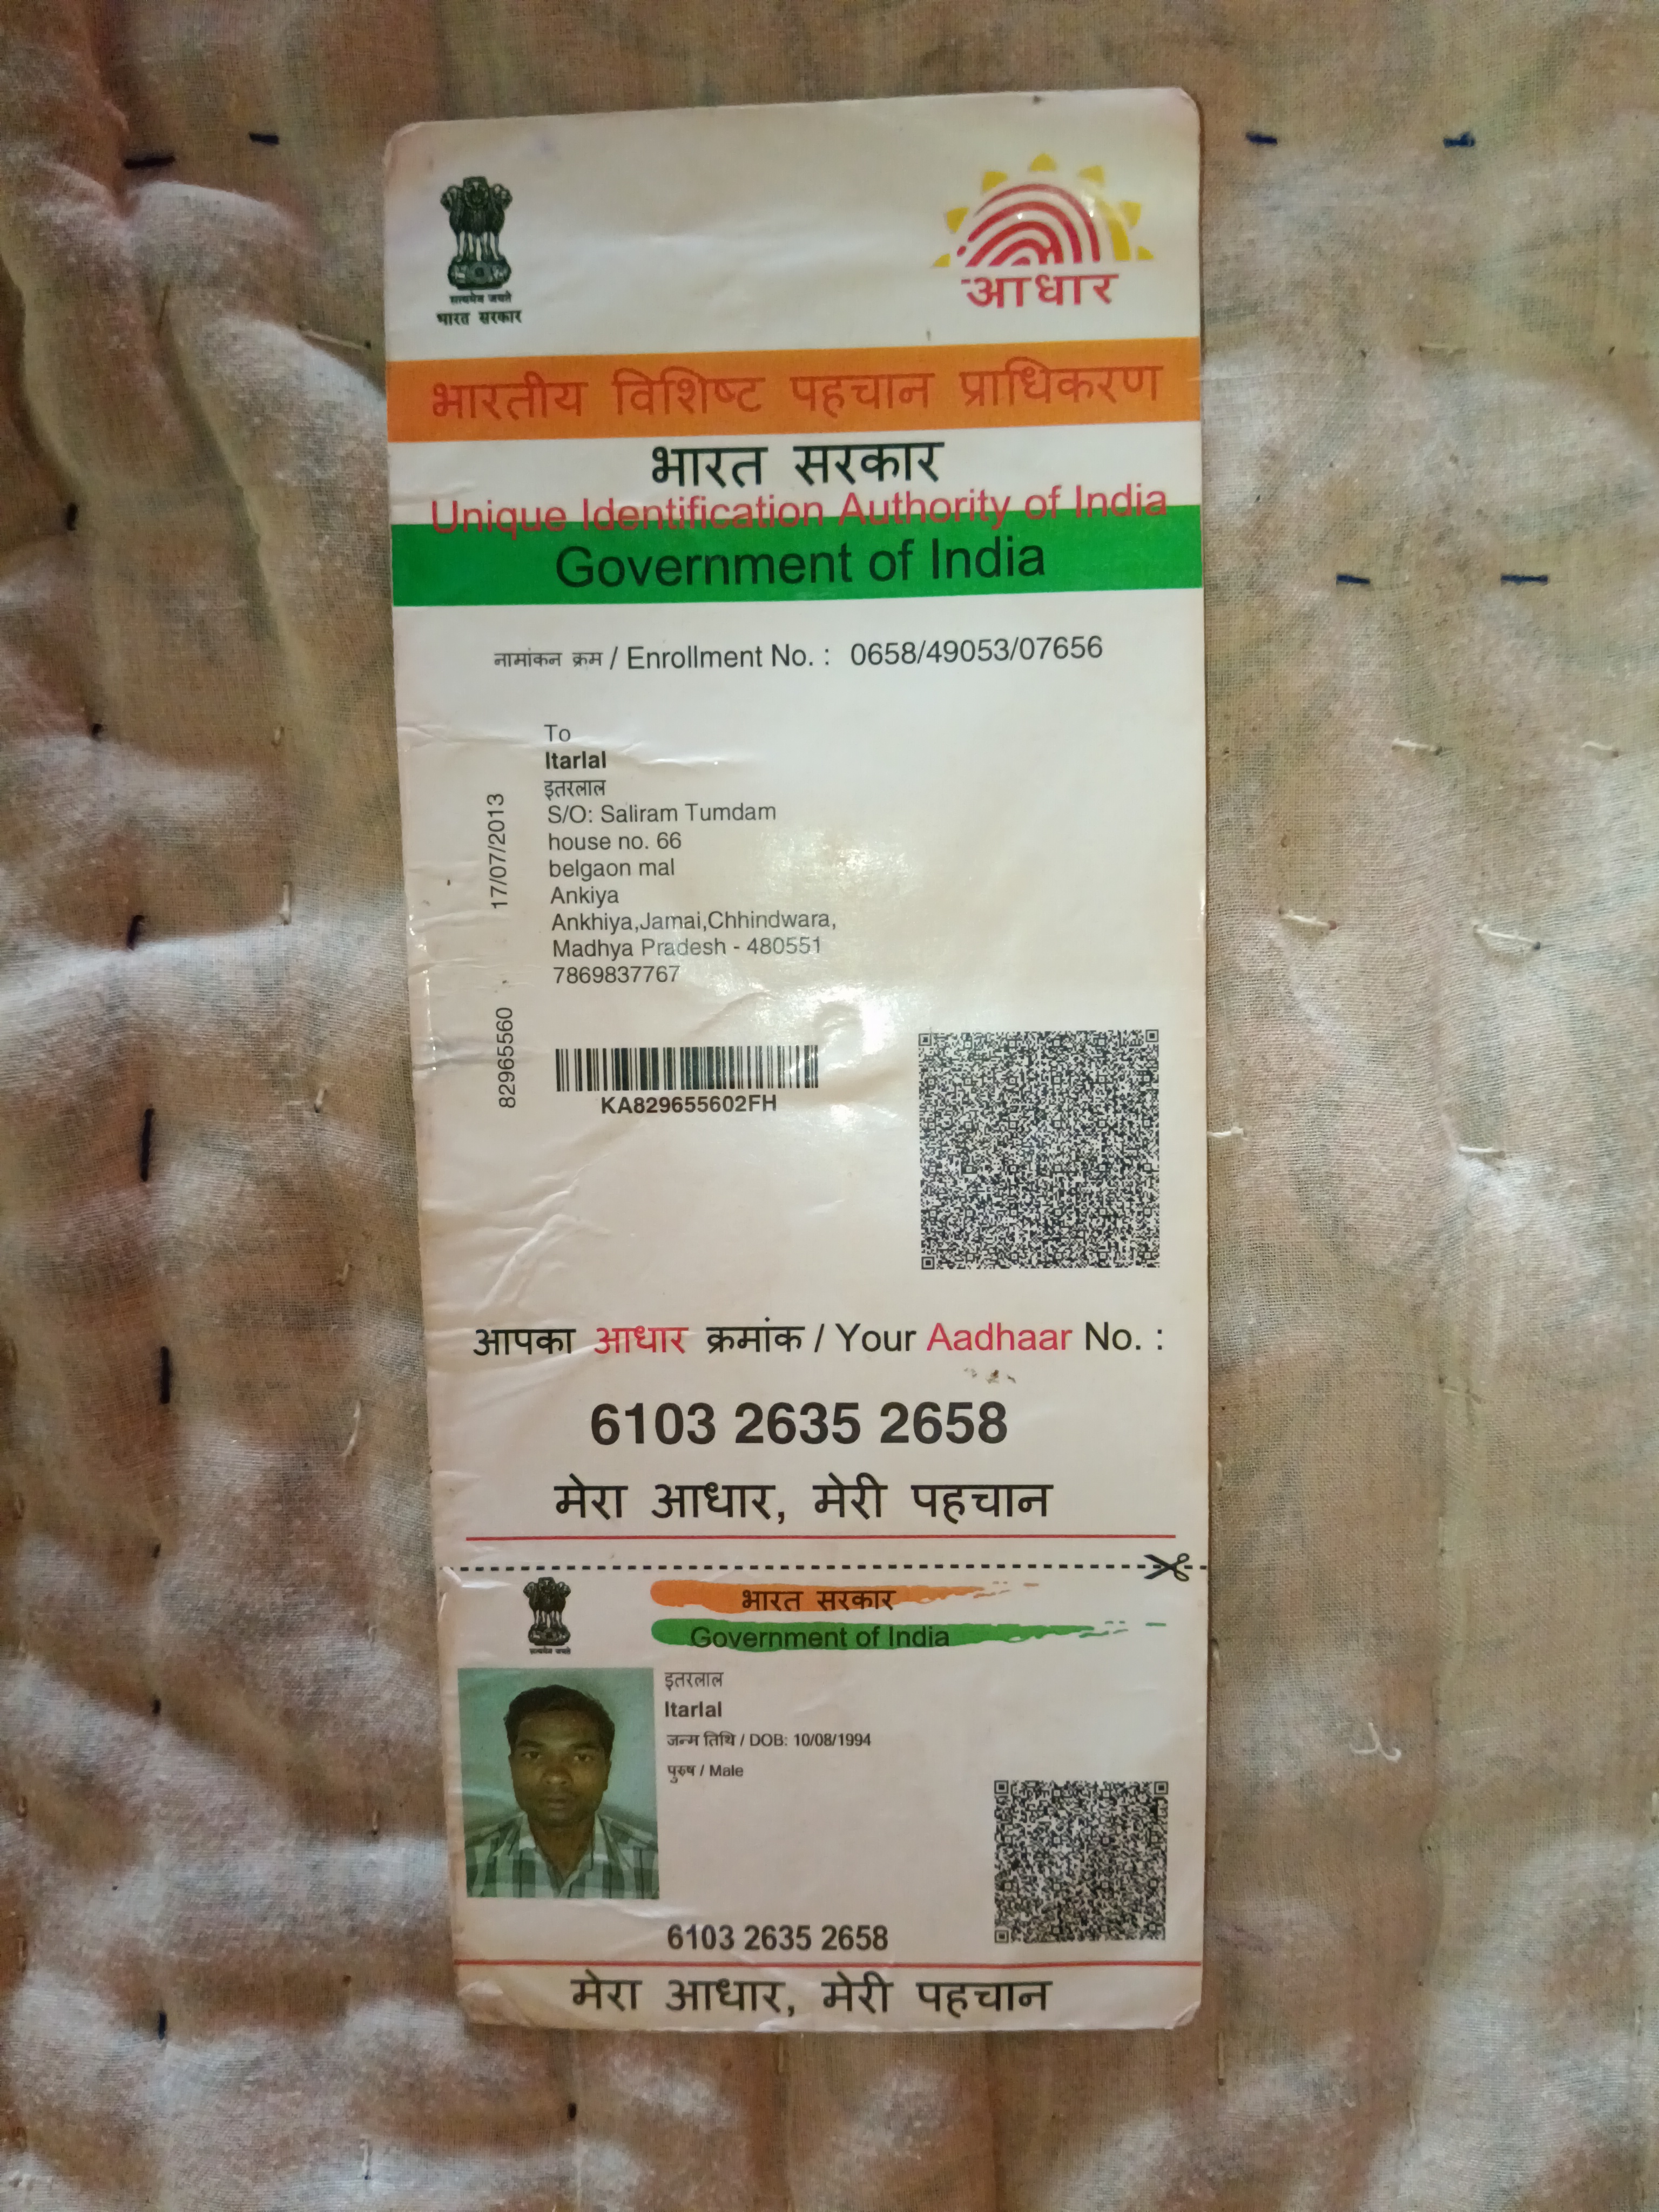 सत्यमेव जयते
भारत सरकार
आधार
भारतीय विशिष्ट पहचान प्राधिकरण
भारत सरकार
Unique Identification Authority of India
Government of India
नामांकन क्रम / Enrollment No. : 0658/49053/07656
To
Itarlal
इतरलाल
S/O: Saliram Tumdam
house no. 66
belgaon mal
Ankiya
Ankhiya,Jamai,Chhindwara,
Madhya Pradesh - 480551
7869837767
17/07/2013
82965560
KA829655602FH
आपका आधार क्रमांक / Your Aadhaar No. :
6103 2635 2658
मेरा आधार, मेरी पहचान
सत्यमेव जयते
भारत सरकार
Government of India
इतरलाल
Itarlal
जन्म तिथि / DOB: 10/08/1994
पुरुष / Male
6103 2635 2658
मेरा आधार, मेरी पहचान